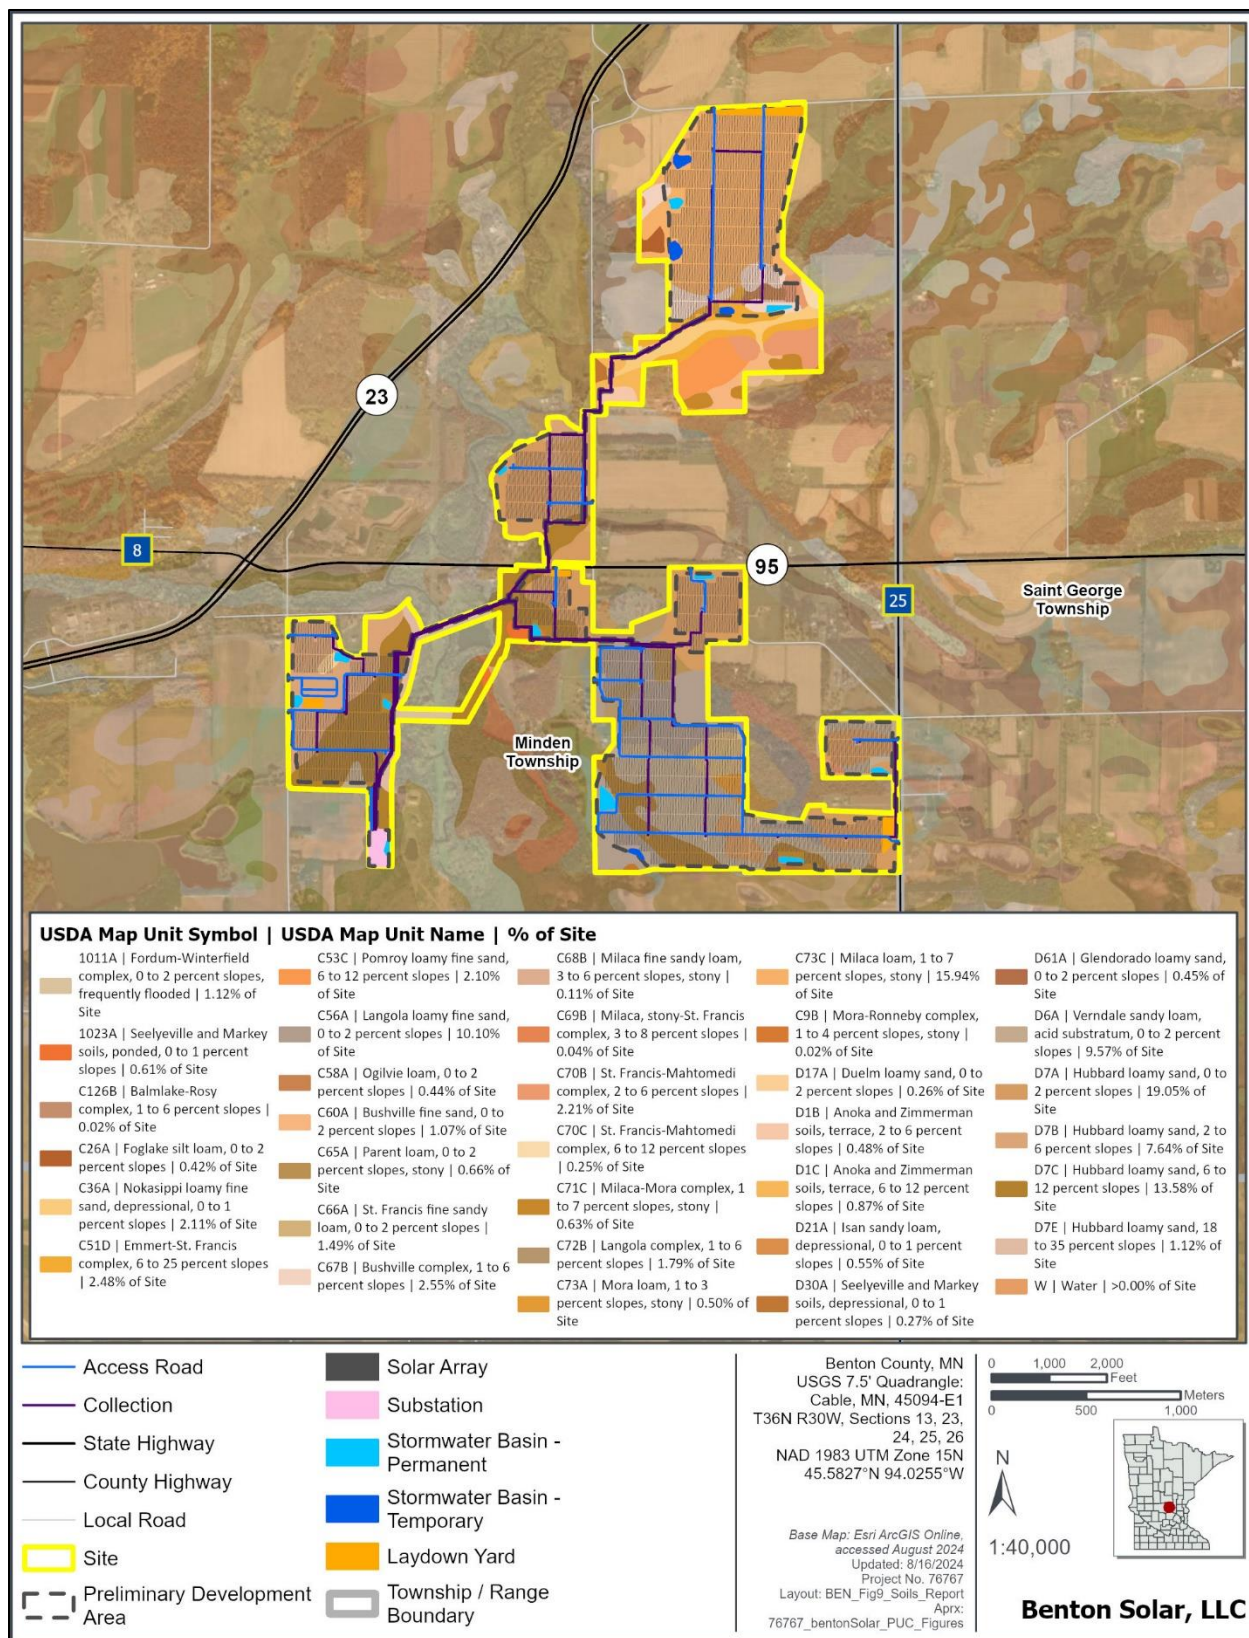 23
8
95
25
Saint George
Township
Minden
Township
USDA Map Unit Symbol | USDA Map Unit Name | % of Site
1011A | Fordum-Winterfield
complex, 0 to 2 percent slopes,
frequently flooded | 1.12% of
Site
1023A | Seelyeville and Markey
soils, ponded, 0 to 1 percent
slopes | 0.61% of Site
C126B | Balmlake-Rosy
complex, 1 to 6 percent slopes |
0.02% of Site
C26A | Foglake silt loam, 0 to 2
percent slopes | 0.42% of Site
C36A | Nokasippi loamy fine
sand, depressional, 0 to 1
percent slopes | 2.11% of Site
C51D | Emmert-St. Francis
complex, 6 to 25 percent slopes
| 2.48% of Site
C53C | Pomroy loamy fine sand,
6 to 12 percent slopes | 2.10%
of Site
C56A | Langola loamy fine sand,
0 to 2 percent slopes | 10.10%
of Site
C58A | Ogilvie loam, 0 to 2
percent slopes | 0.44% of Site
C60A | Bushville fine sand, 0 to
2 percent slopes | 1.07% of Site
C65A | Parent loam, 0 to 2
percent slopes, stony | 0.66% of
Site
C66A | St. Francis fine sandy
loam, 0 to 2 percent slopes |
1.49% of Site
C67B | Bushville complex, 1 to 6
percent slopes | 2.55% of Site
C68B | Milaca fine sandy loam,
3 to 6 percent slopes, stony |
0.11% of Site
C69B | Milaca, stony-St. Francis
complex, 3 to 8 percent slopes |
0.04% of Site
C70B | St. Francis-Mahtomedi
complex, 2 to 6 percent slopes |
2.21% of Site
C70C | St. Francis-Mahtomedi
complex, 6 to 12 percent slopes
| 0.25% of Site
C71C | Milaca-Mora complex, 1
to 7 percent slopes, stony |
0.63% of Site
C72B | Langola complex, 1 to 6
percent slopes | 1.79% of Site
C73A | Mora loam, 1 to 3
percent slopes, stony | 0.50% of
Site
C73C | Milaca loam, 1 to 7
percent slopes, stony | 15.94%
of Site
C9B | Mora-Ronneby complex,
1 to 4 percent slopes, stony |
0.02% of Site
D17A | Duelm loamy sand, 0 to
2 percent slopes | 0.26% of Site
D1B | Anoka and Zimmerman
soils, terrace, 2 to 6 percent
slopes | 0.48% of Site
D1C | Anoka and Zimmerman
soils, terrace, 6 to 12 percent
slopes | 0.87% of Site
D21A | Isan sandy loam,
depressional, 0 to 1 percent
slopes | 0.55% of Site
D30A | Seelyeville and Markey
soils, depressional, 0 to 1
percent slopes | 0.27% of Site
D61A | Glendorado loamy sand,
0 to 2 percent slopes | 0.45% of
Site
D6A | Verndale sandy loam,
acid substratum, 0 to 2 percent
slopes | 9.57% of Site
D7A | Hubbard loamy sand, 0 to
2 percent slopes | 19.05% of
Site
D7B | Hubbard loamy sand, 2 to
6 percent slopes | 7.64% of Site
D7C | Hubbard loamy sand, 6 to
12 percent slopes | 13.58% of
Site
D7E | Hubbard loamy sand, 18
to 35 percent slopes | 1.12% of
Site
W | Water | >0.00% of Site
Access Road
Collection
State Highway
County Highway
Local Road
Site
Preliminary Development
Area
Solar Array
Substation
Stormwater Basin -
Permanent
Stormwater Basin -
Temporary
Laydown Yard
Township / Range
Boundary
Benton County, MN
USGS 7.5' Quadrangle:
Cable, MN, 45094-E1
T36N R30W, Sections 13, 23,
24, 25, 26
NAD 1983 UTM Zone 15N
45.5827°N 94.0255°W
Base Map: Esri ArcGIS Online,
accessed August 2024
Updated: 8/16/2024
Project No. 76767
Layout: BEN_Fig9_Soils_Report
Aprx:
76767_bentonSolar_PUC_Figures
0 1,000 2,000
Feet
Meters
0 500 1,000
N
1:40,000
Benton Solar, LLC